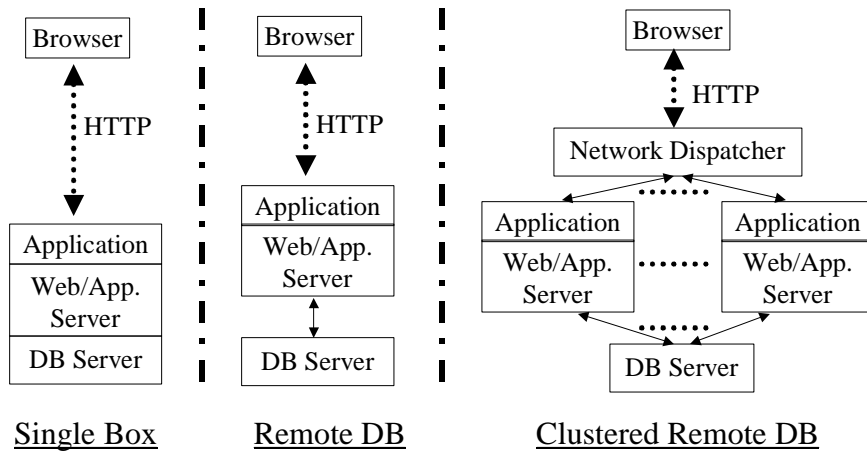 Browser
HTTP
Application
Web/App.
Server
DB Server
Single Box
Browser
HTTP
Application
Web/App.
Server
DB Server
Remote DB
Browser
HTTP
Network Dispatcher
Application
Web/App.
Server
Application
Web/App.
Server
DB Server
Clustered Remote DB